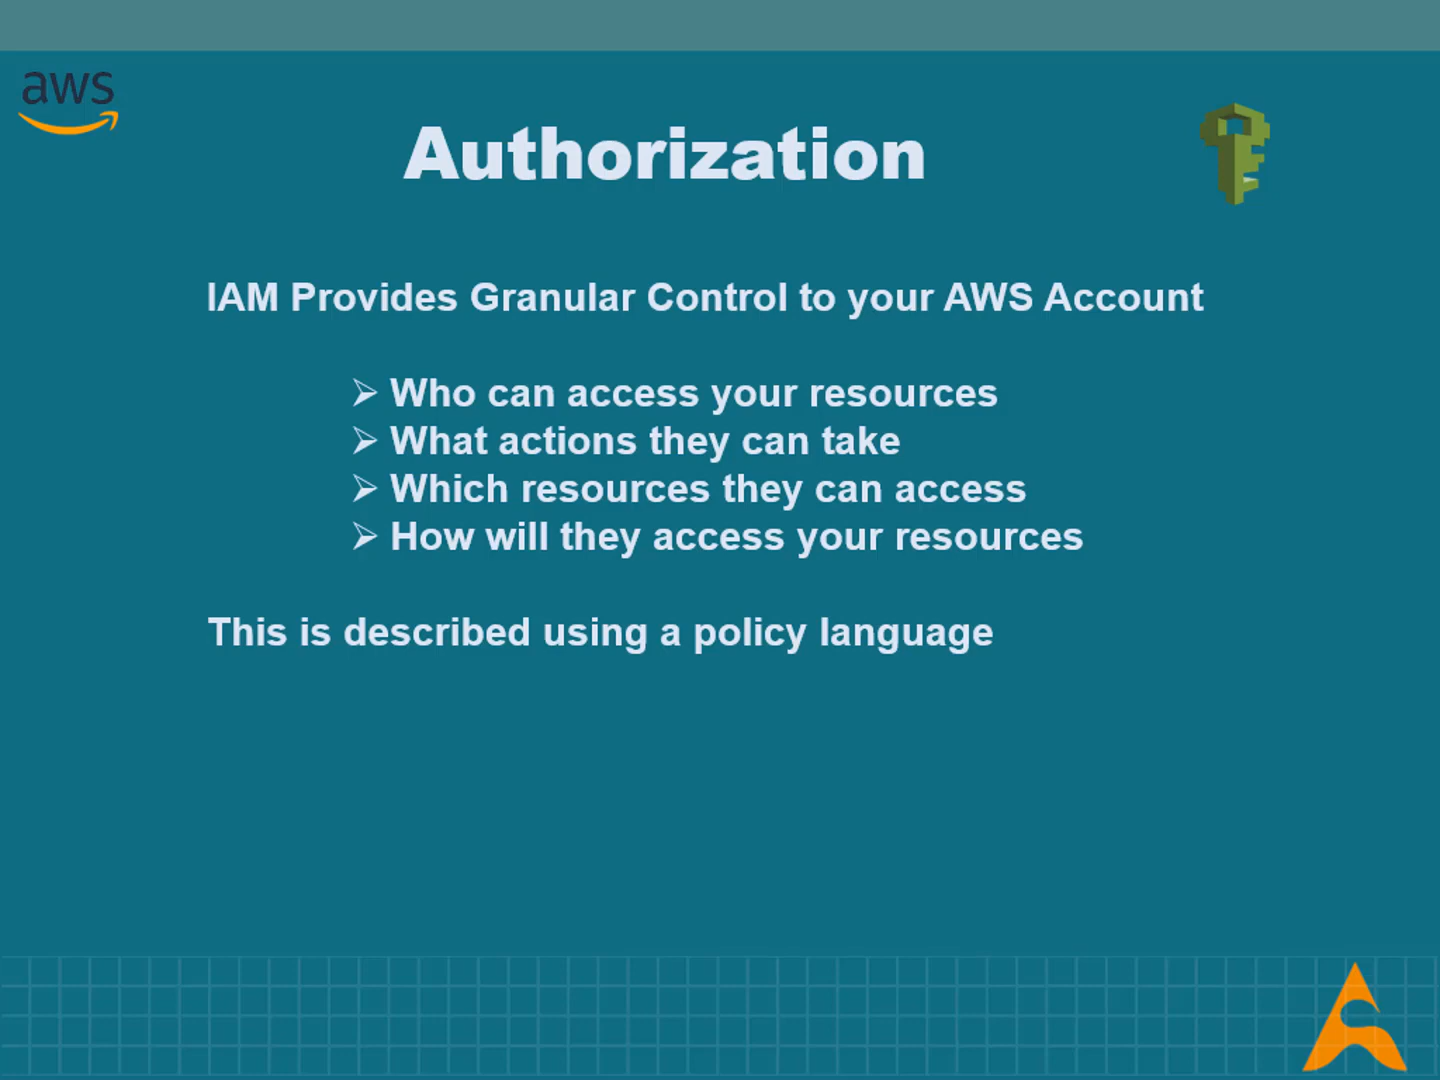 aws
Authorization
IAM Provides Granular Control to your AWS Account
➢ Who can access your resources
➢ What actions they can take
➢ Which resources they can access
➢ How will they access your resources
This is described using a policy language